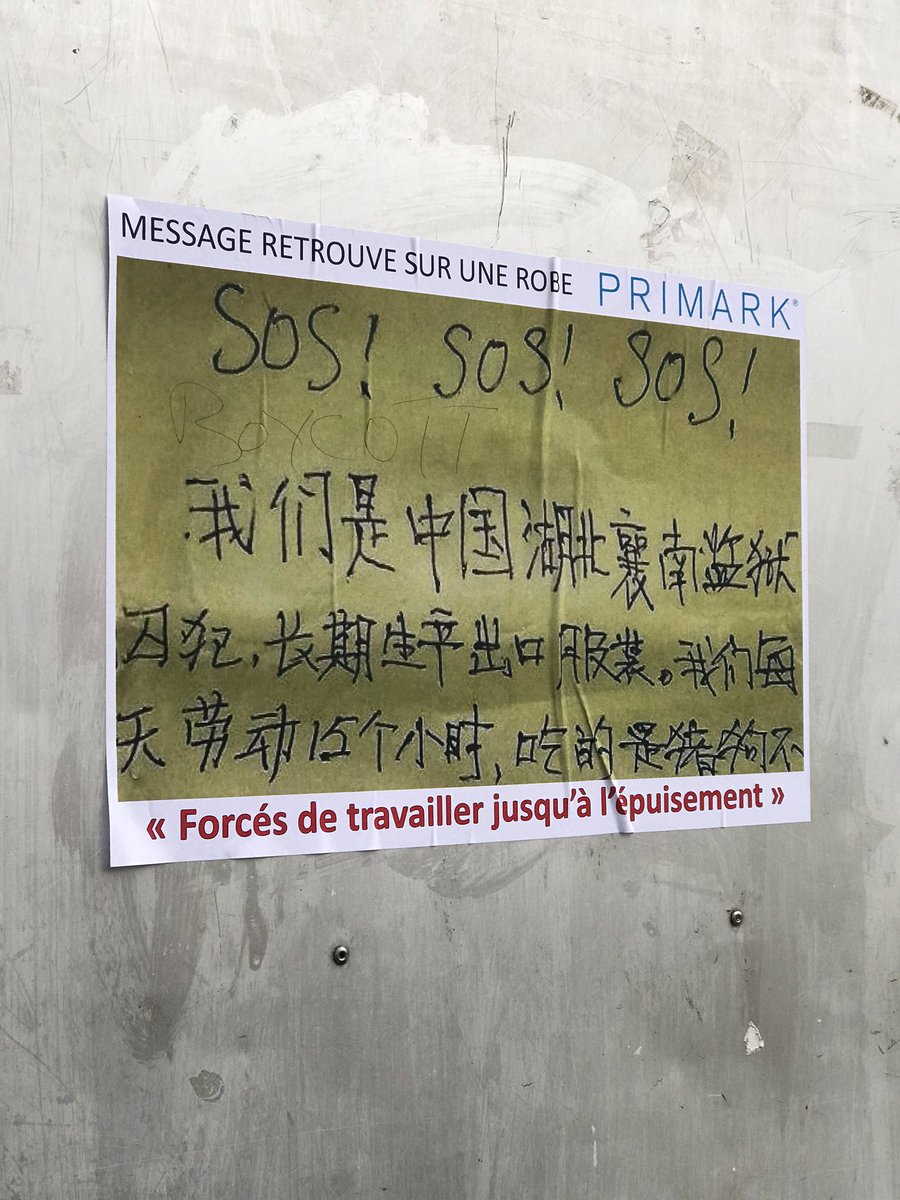 MESSAGE RETROUVE SUR UNE ROBE PRIMARK®
SOS! SOS! SOS!
BOYCOTT
我们是中国湖北襄南监狱
囚犯，长期生产出口服装。我们每
天劳动15个小时，吃的是猪狗不
« Forcés de travailler jusqu’à l’épuisement »